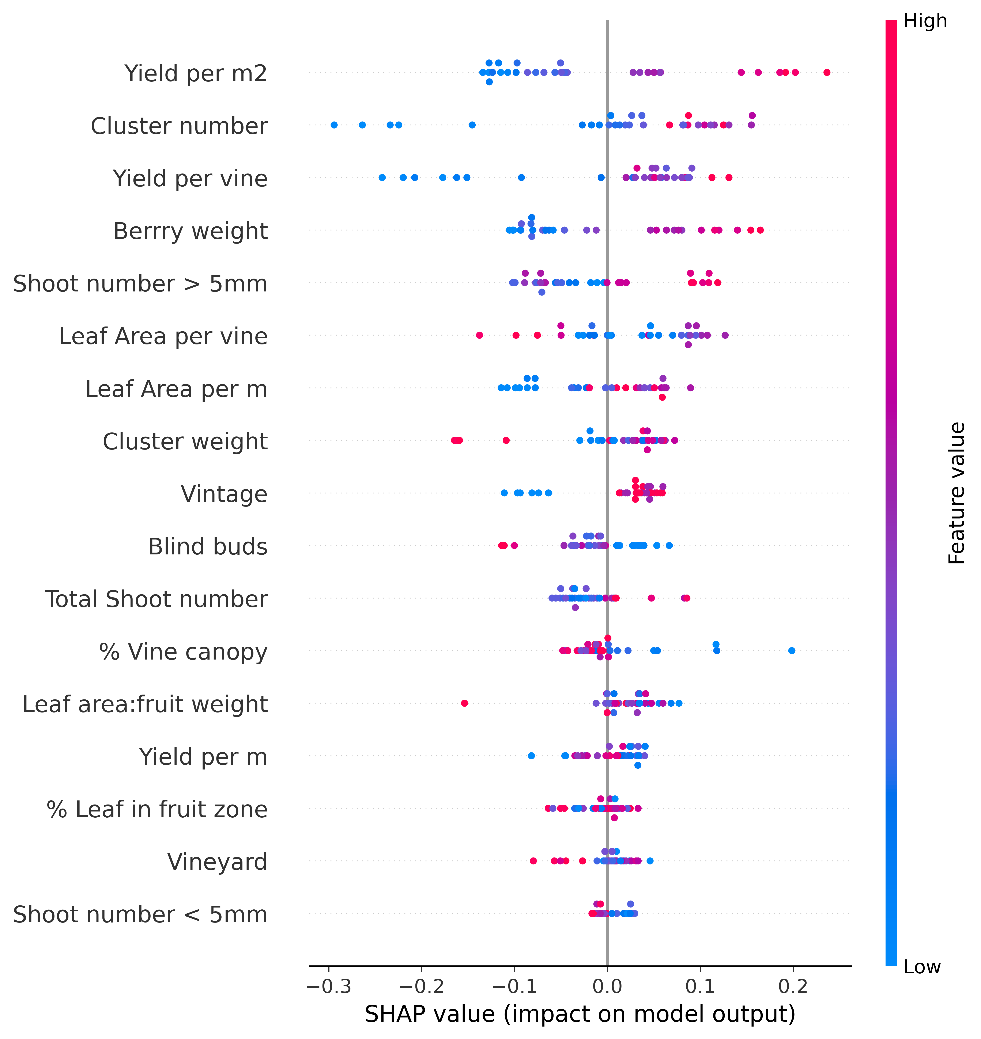 High
Yield per m2
Cluster number
Yield per vine
Berrry weight
Shoot number > 5mm
Leaf Area per vine
Leaf Area per m
Cluster weight
Vintage
Blind buds
Total Shoot number
% Vine canopy
Leaf area:fruit weight
Yield per m
% Leaf in fruit zone
Vineyard
Shoot number < 5mm
Feature value
Low
−0.3 −0.2 −0.1 0.0 0.1 0.2
SHAP value (impact on model output)